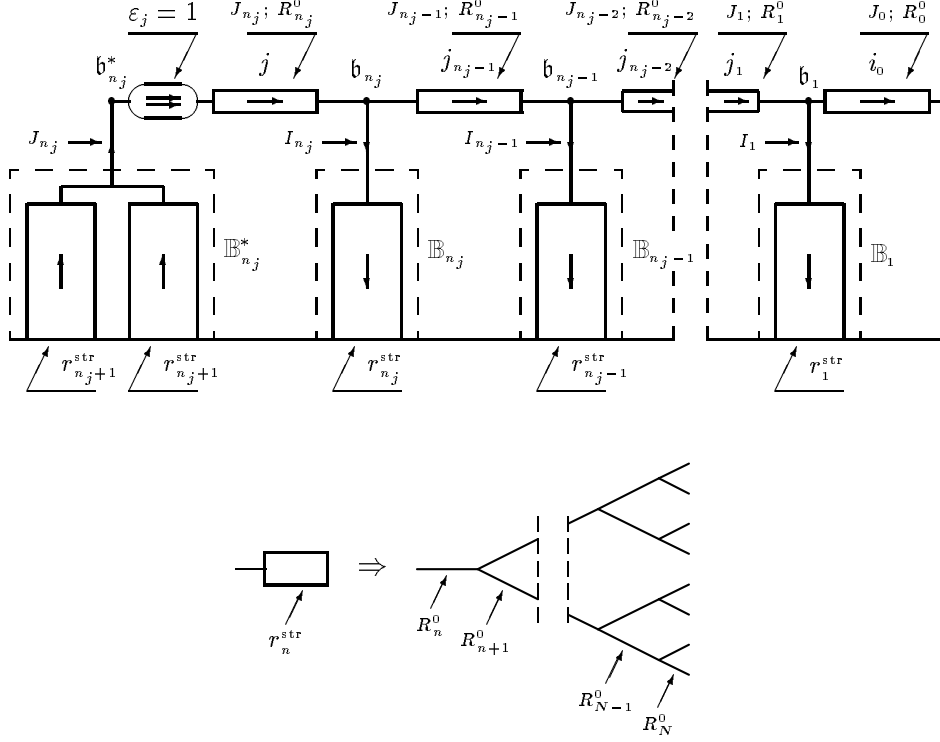 ε_j = 1   J_{n_j}; R^0_{n_j}   J_{n_j−1}; R^0_{n_j−1}   J_{n_j−2}; R^0_{n_j−2}   J_1; R^0_1   J_0; R^0_0
𝔟*_{n_j}   j   𝔟_{n_j}   j_{n_j−1}   𝔟_{n_j−1}   j_{n_j−2}   j_1   𝔟_1   i_0
J_{n_j}   I_{n_j}   I_{n_j−1}   I_1
𝔹*_{n_j}   𝔹_{n_j}   𝔹_{n_j−1}   𝔹_1
r^{str}_{n_j+1}   r^{str}_{n_j+1}   r^{str}_{n_j}   r^{str}_{n_j−1}   r^{str}_1
⇒
r^{str}_n   R^0_n   R^0_{n+1}
R^0_{N−1}   R^0_N